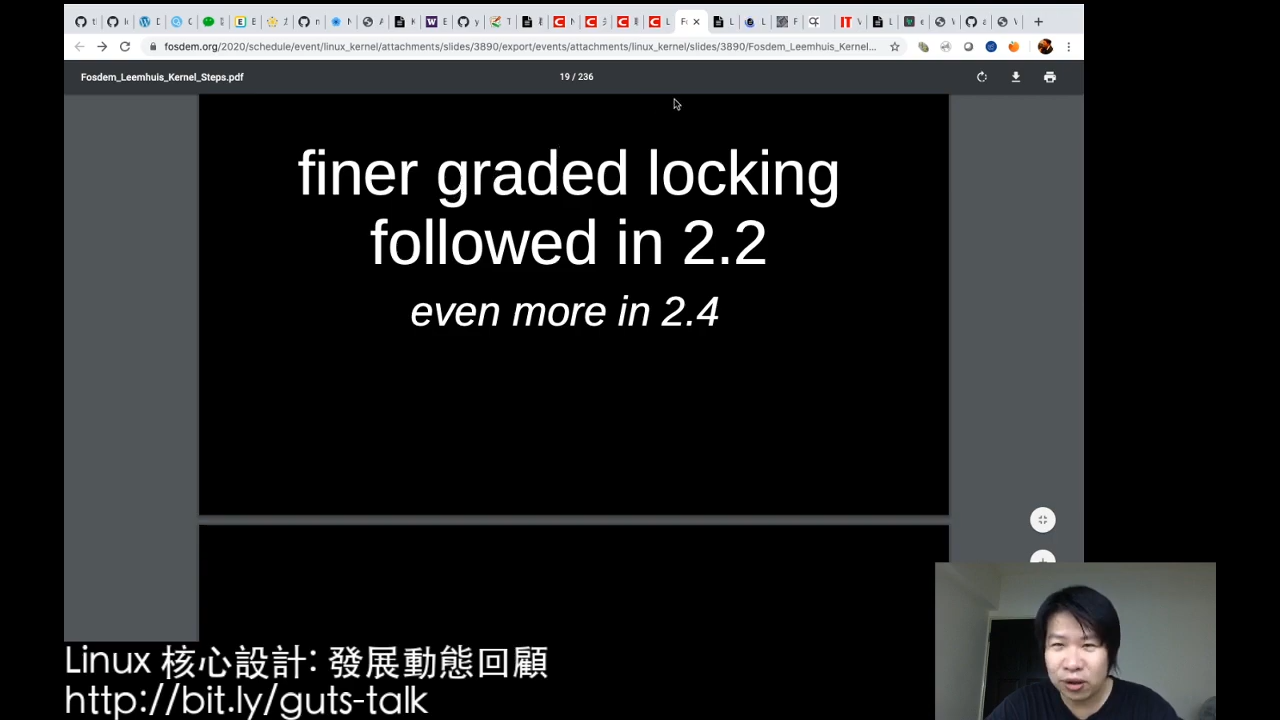 fosdem.org/2020/schedule/event/linux_kernel/attachments/slides/3890/export/events/attachments/linux_kernel/slides/3890/Fosdem_Leemhuis_Kernel...
Fosdem_Leemhuis_Kernel_Steps.pdf
19 / 236
finer graded locking
followed in 2.2
even more in 2.4
Linux 核心設計: 發展動態回顧
http://bit.ly/guts-talk